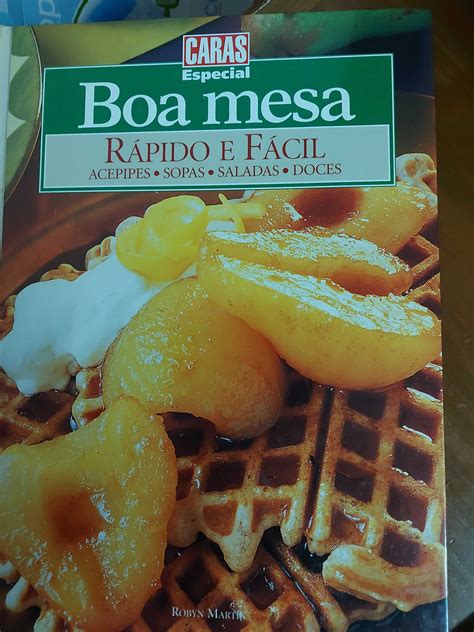 CARAS
Especial
Boa mesa
RÁPIDO E FÁCIL
ACEPIPES • SOPAS • SALADAS • DOCES
ROBYN MARTIN